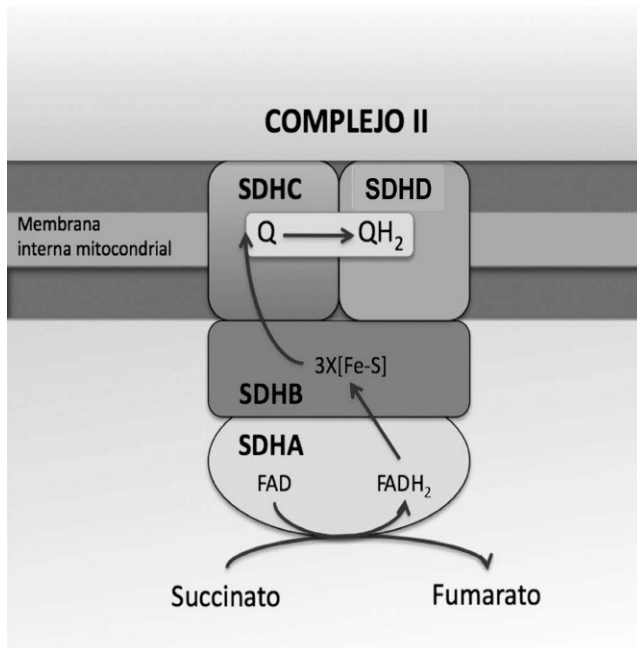 COMPLEJO II
SDHC
SDHD
Membrana
interna mitocondrial
Q
QH₂
3X[Fe-S]
SDHB
SDHA
FAD
FADH₂
Succinato
Fumarato